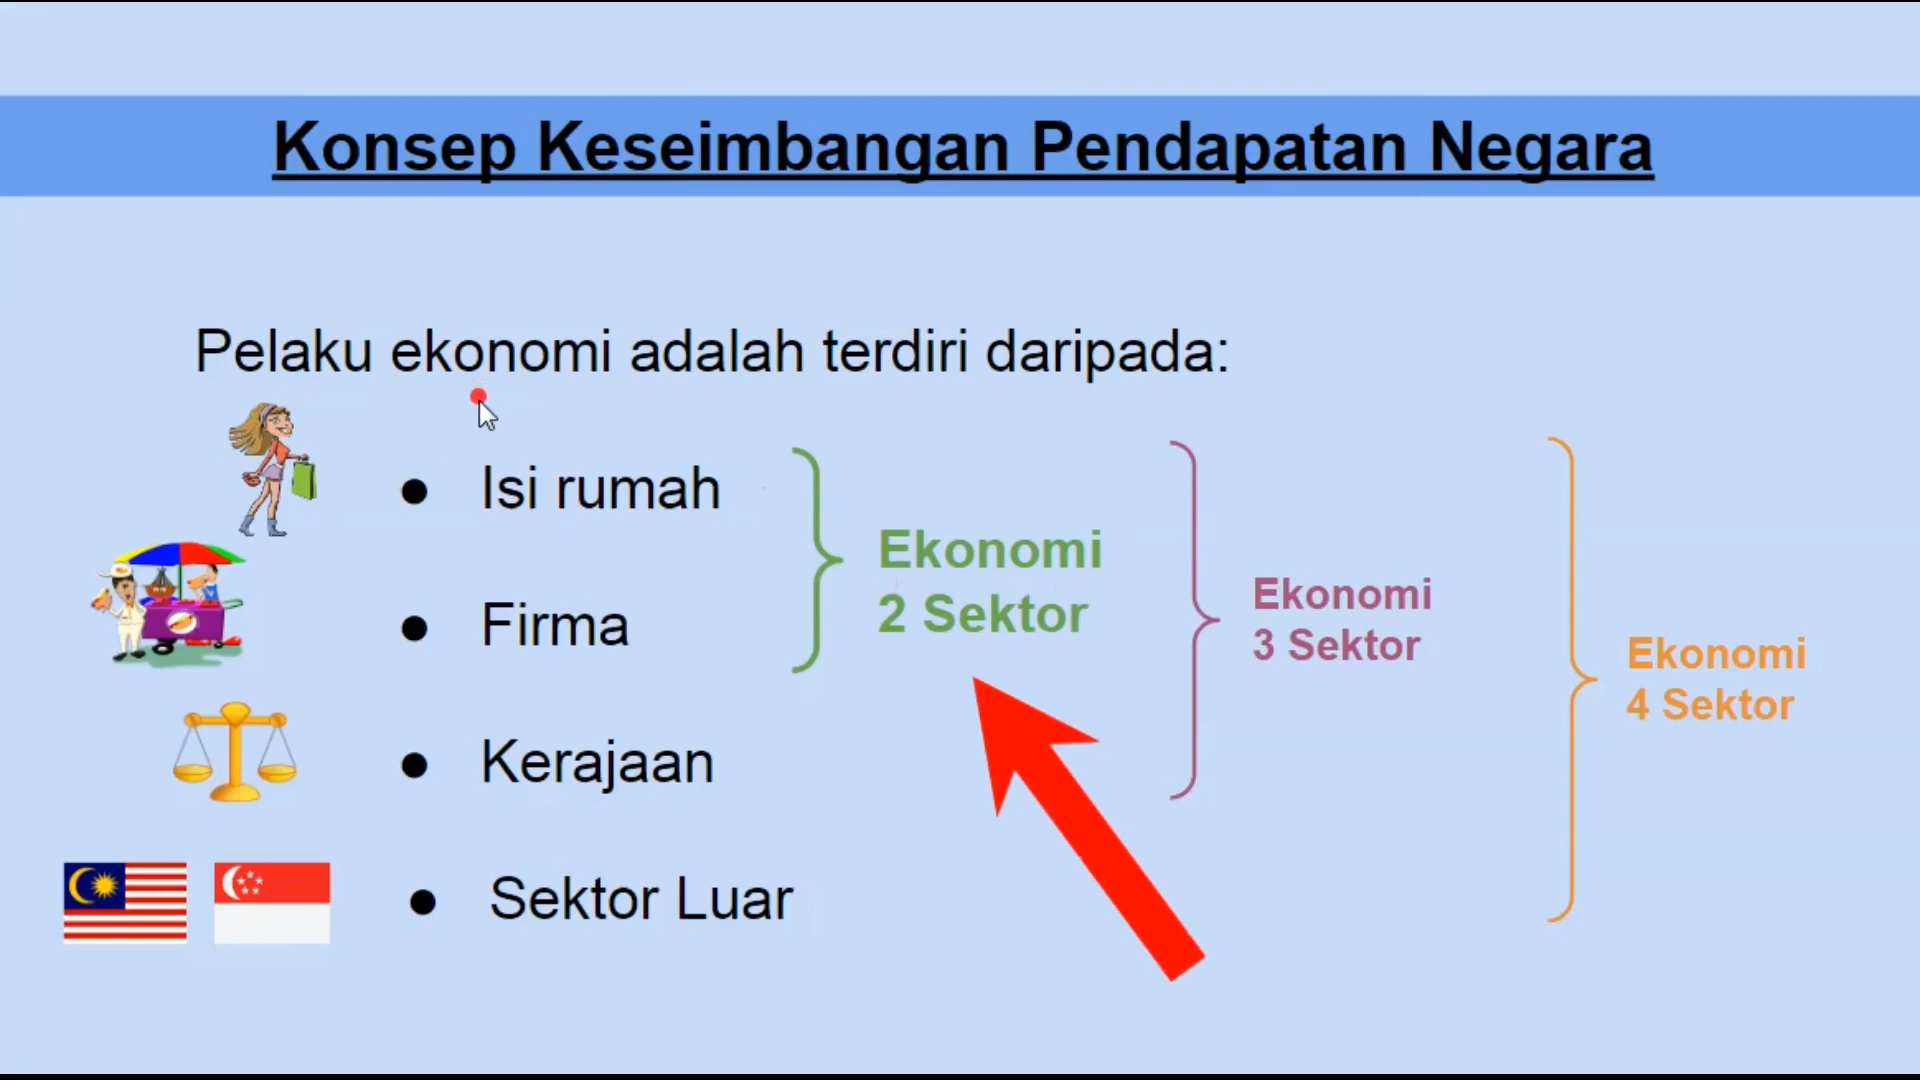 Konsep Keseimbangan Pendapatan Negara
Pelaku ekonomi adalah terdiri daripada:
● Isi rumah
● Firma
● Kerajaan
● Sektor Luar
Ekonomi
2 Sektor
Ekonomi
3 Sektor
Ekonomi
4 Sektor